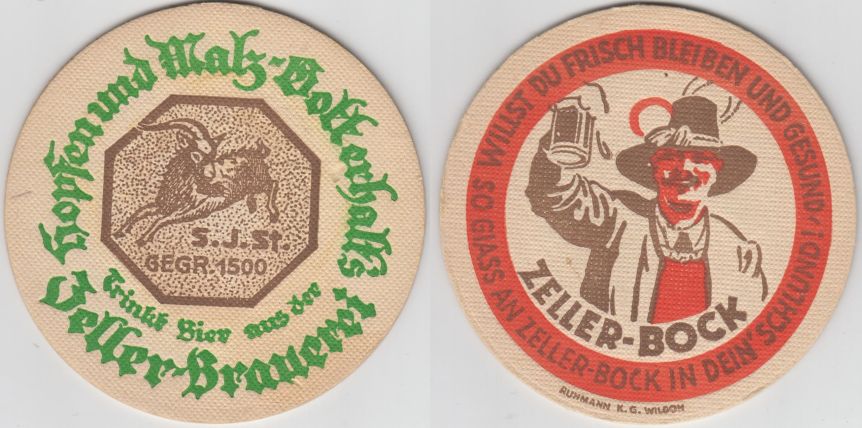 Hopfen und Malz - Gott erhalt's
S.J.St.
GEGR. 1500
Trinkt Bier aus der
Zeller-Brauerei
WILLST DU FRISCH BLEIBEN UND GESUND /
SO GIASS AN ZELLER-BOCK IN DEIN' SCHLUND !
ZELLER-BOCK
RUHMANN K. G. WILDON